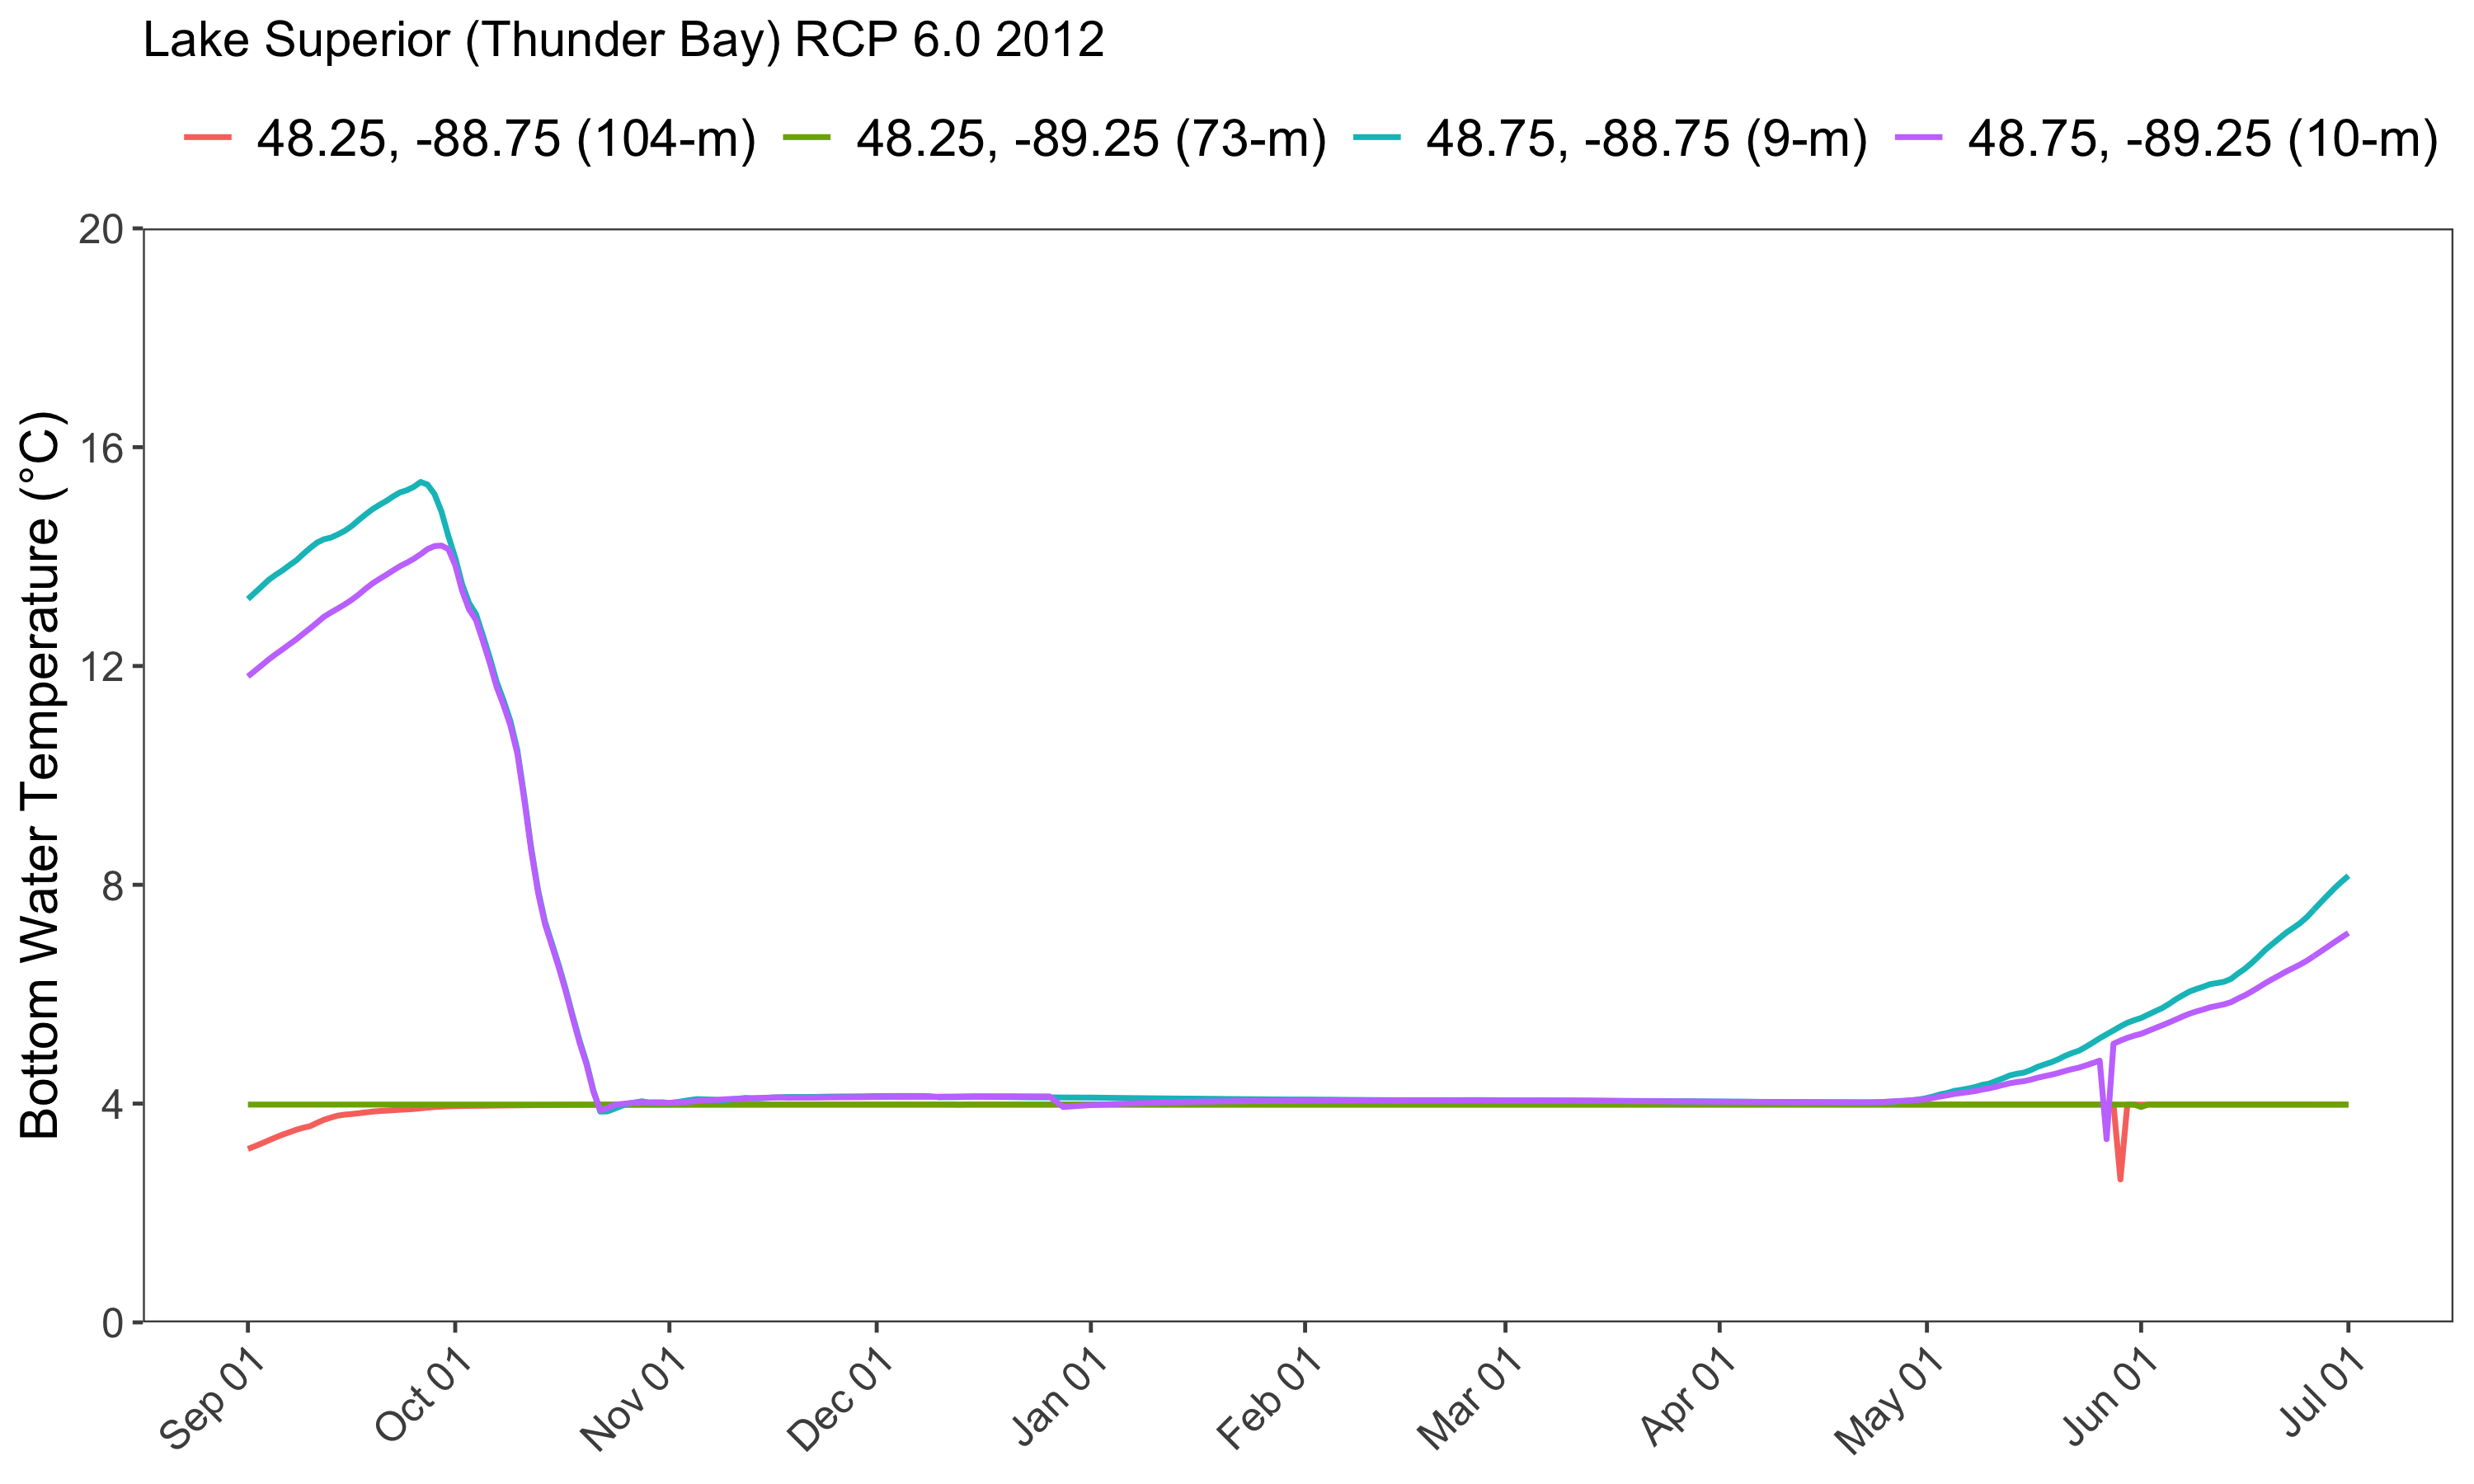 Lake Superior (Thunder Bay) RCP 6.0 2012
48.25, -88.75 (104-m) 48.25, -89.25 (73-m) 48.75, -88.75 (9-m) 48.75, -89.25 (10-m)
Bottom Water Temperature (°C)
20
16
12
8
4
0
Sep 01 Oct 01 Nov 01 Dec 01 Jan 01 Feb 01 Mar 01 Apr 01 May 01 Jun 01 Jul 01